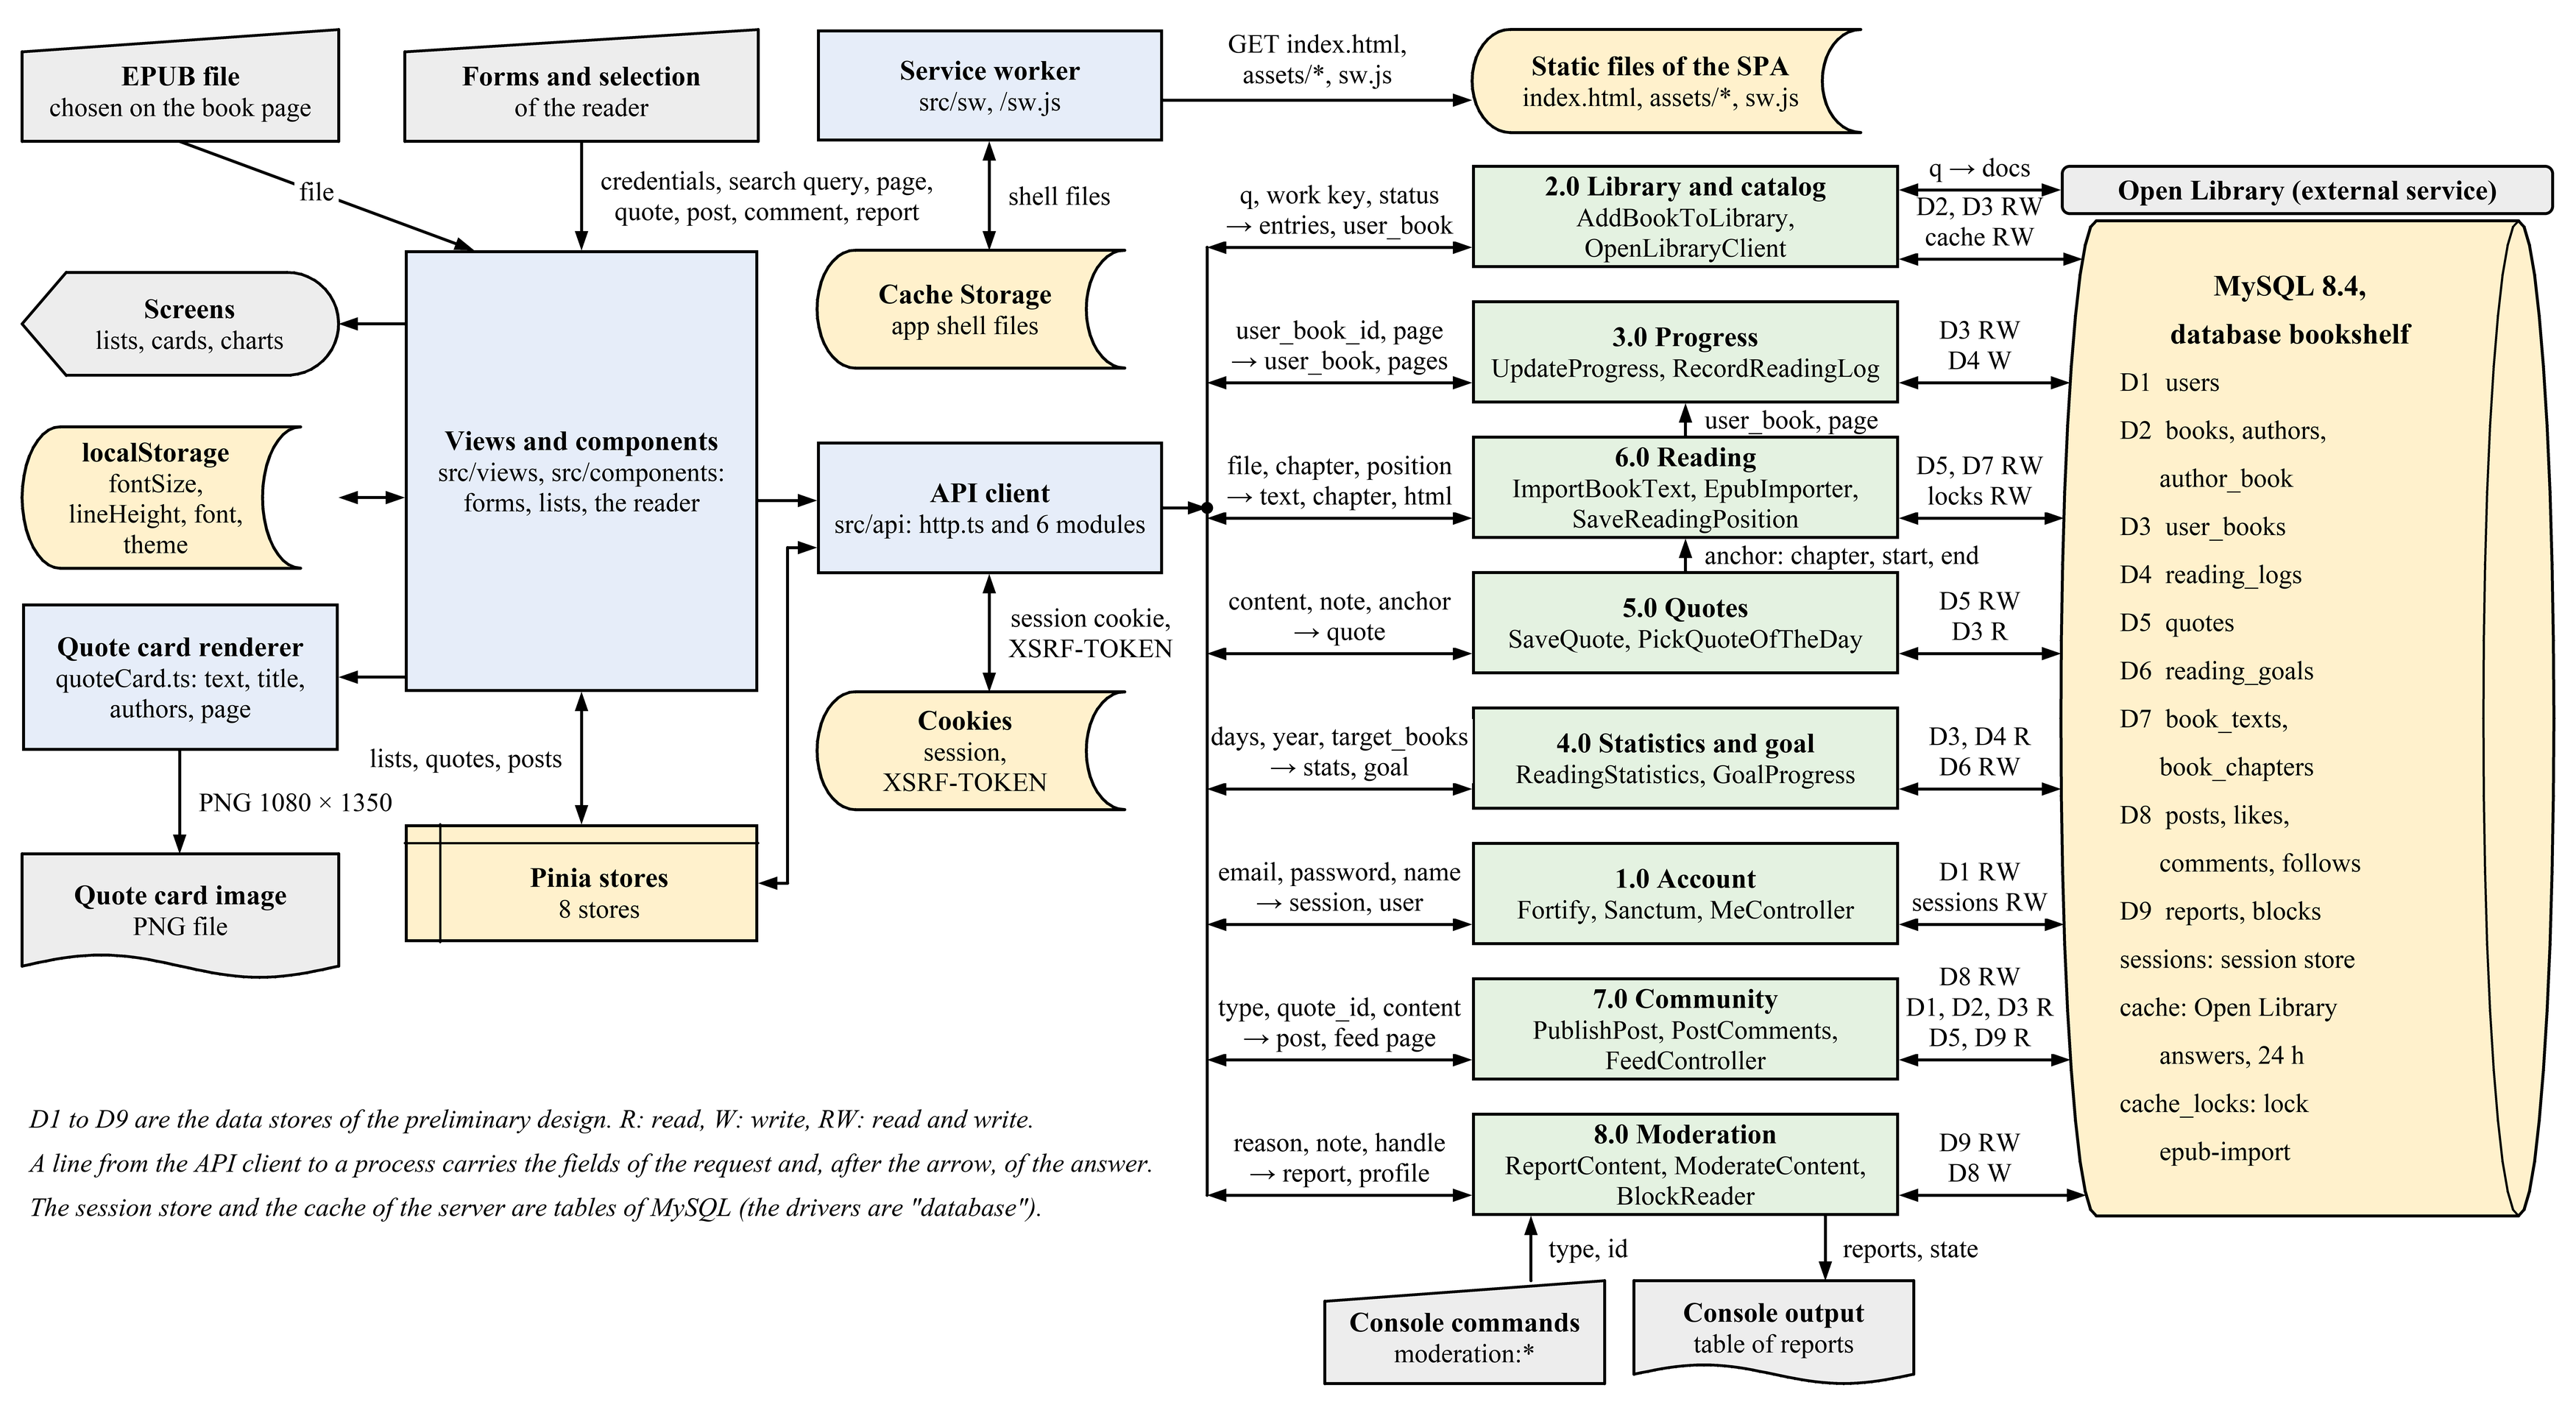 EPUB file
chosen on the book page
Forms and selection
of the reader
Service worker
src/sw, /sw.js
GET index.html,
assets/*, sw.js
Static files of the SPA
index.html, assets/*, sw.js
file
credentials, search query, page,
quote, post, comment, report
shell files
Screens
lists, cards, charts
Cache Storage
app shell files
localStorage
fontSize,
lineHeight, font,
theme
Views and components
src/views, src/components:
forms, lists, the reader
API client
src/api: http.ts and 6 modules
Quote card renderer
quoteCard.ts: text, title,
authors, page
session cookie,
XSRF-TOKEN
Cookies
session,
XSRF-TOKEN
lists, quotes, posts
PNG 1080 × 1350
Pinia stores
8 stores
Quote card image
PNG file
q, work key, status
→ entries, user_book
2.0 Library and catalog
AddBookToLibrary,
OpenLibraryClient
q → docs
D2, D3 RW
cache RW
Open Library (external service)
user_book_id, page
→ user_book, pages
3.0 Progress
UpdateProgress, RecordReadingLog
D3 RW
D4 W
user_book, page
file, chapter, position
→ text, chapter, html
6.0 Reading
ImportBookText, EpubImporter,
SaveReadingPosition
D5, D7 RW
locks RW
anchor: chapter, start, end
content, note, anchor
→ quote
5.0 Quotes
SaveQuote, PickQuoteOfTheDay
D5 RW
D3 R
days, year, target_books
→ stats, goal
4.0 Statistics and goal
ReadingStatistics, GoalProgress
D3, D4 R
D6 RW
email, password, name
→ session, user
1.0 Account
Fortify, Sanctum, MeController
D1 RW
sessions RW
type, quote_id, content
→ post, feed page
7.0 Community
PublishPost, PostComments,
FeedController
D8 RW
D1, D2, D3 R
D5, D9 R
reason, note, handle
→ report, profile
8.0 Moderation
ReportContent, ModerateContent,
BlockReader
D9 RW
D8 W
MySQL 8.4,
database bookshelf
D1 users
D2 books, authors,
author_book
D3 user_books
D4 reading_logs
D5 quotes
D6 reading_goals
D7 book_texts,
book_chapters
D8 posts, likes,
comments, follows
D9 reports, blocks
sessions: session store
cache: Open Library
answers, 24 h
cache_locks: lock
epub-import
type, id
reports, state
Console commands
moderation:*
Console output
table of reports
D1 to D9 are the data stores of the preliminary design. R: read, W: write, RW: read and write.
A line from the API client to a process carries the fields of the request and, after the arrow, of the answer.
The session store and the cache of the server are tables of MySQL (the drivers are "database").